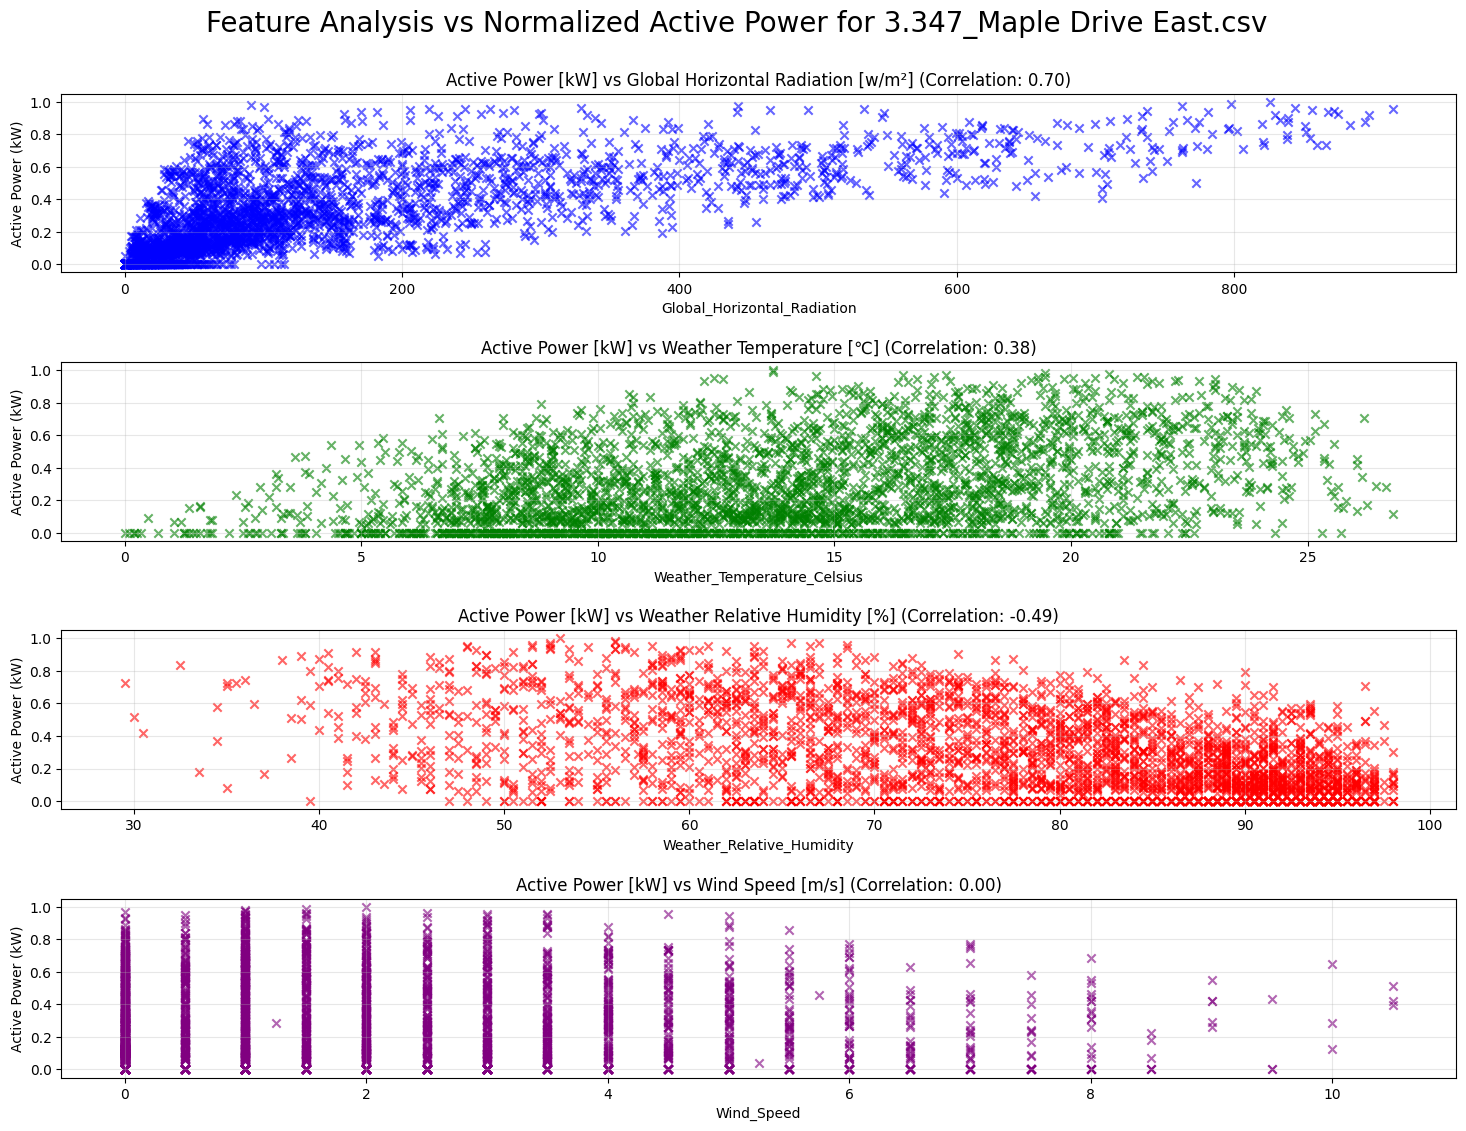 Feature Analysis vs Normalized Active Power for 3.347_Maple Drive East.csv
Active Power [kW] vs Global Horizontal Radiation [w/m²] (Correlation: 0.70)
Active Power (kW)
1.0
0.8
0.6
0.4
0.2
0.0
0 200 400 600 800
Global_Horizontal_Radiation
Active Power [kW] vs Weather Temperature [℃] (Correlation: 0.38)
Active Power (kW)
1.0
0.8
0.6
0.4
0.2
0.0
0 5 10 15 20 25
Weather_Temperature_Celsius
Active Power [kW] vs Weather Relative Humidity [%] (Correlation: -0.49)
Active Power (kW)
1.0
0.8
0.6
0.4
0.2
0.0
30 40 50 60 70 80 90 100
Weather_Relative_Humidity
Active Power [kW] vs Wind Speed [m/s] (Correlation: 0.00)
Active Power (kW)
1.0
0.8
0.6
0.4
0.2
0.0
0 2 4 6 8 10
Wind_Speed